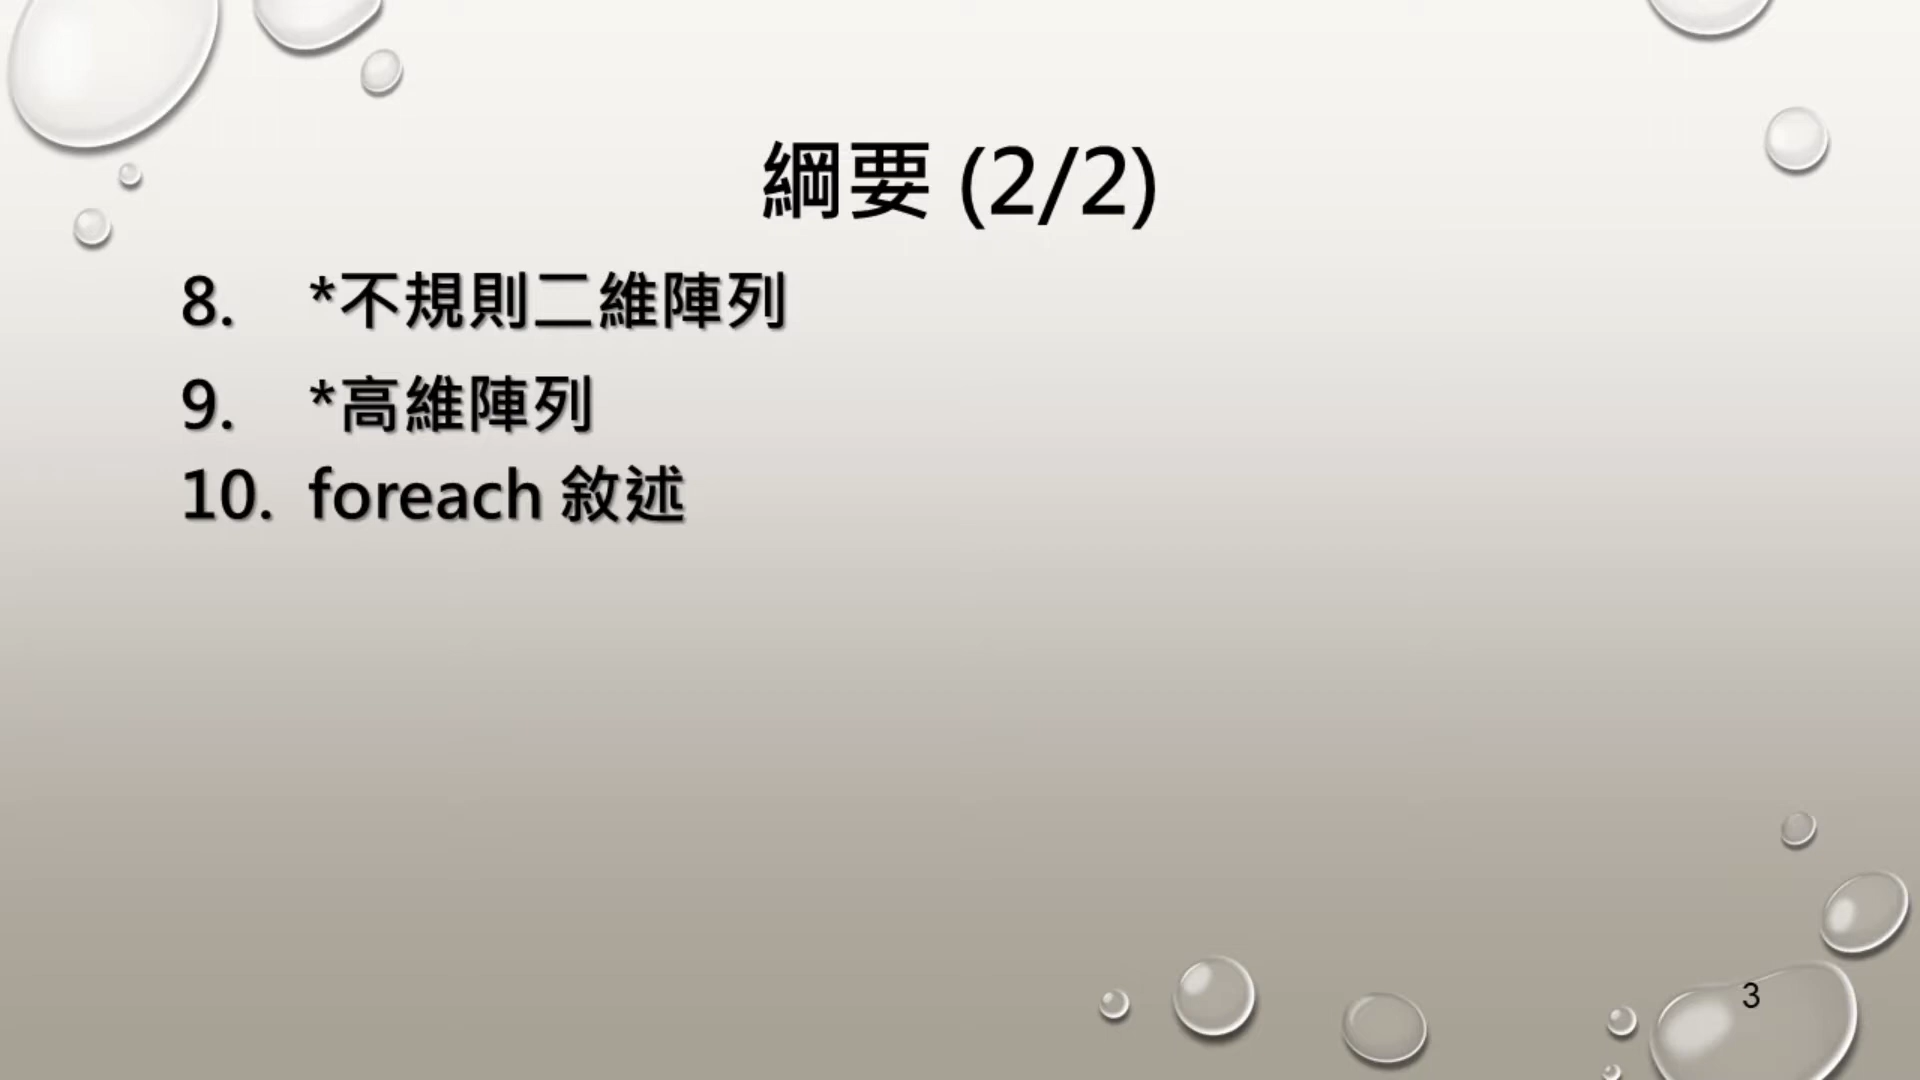 綱要 (2/2)
8. *不規則二維陣列
9. *高維陣列
10. foreach 敘述
3